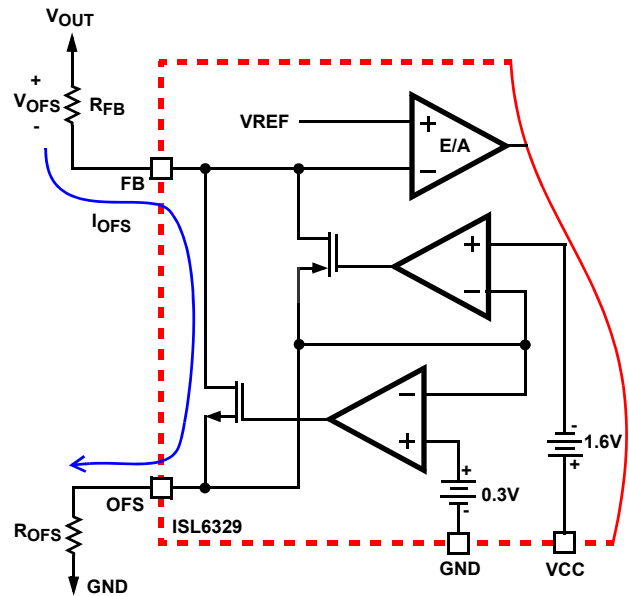 VOUT
+
VOFS
-
RFB
VREF
+
E/A
−
FB
IOFS
+
−
−
+
-
1.6V
+
+
0.3V
-
OFS
ISL6329
ROFS
GND
GND
VCC